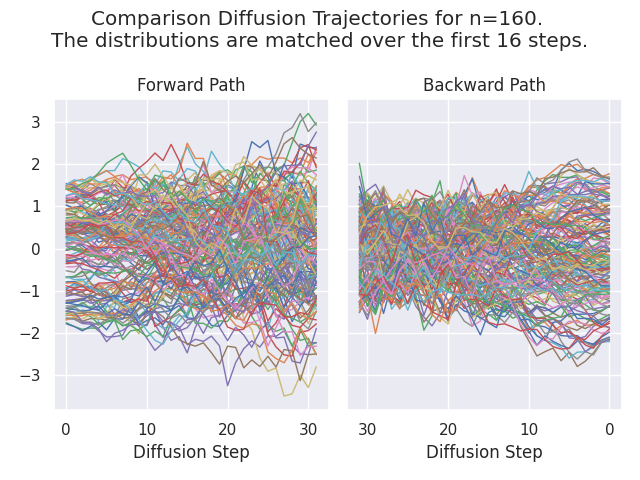 Comparison Diffusion Trajectories for n=160.
The distributions are matched over the first 16 steps.
Forward Path
Backward Path
3
2
1
0
−1
−2
−3
0 10 20 30
30 20 10 0
Diffusion Step
Diffusion Step